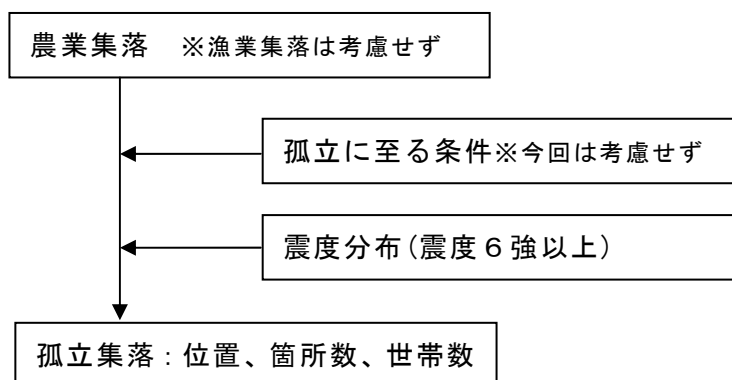 農業集落　※漁業集落は考慮せず
孤立に至る条件※今回は考慮せず
震度分布(震度６強以上)
孤立集落：位置、箇所数、世帯数